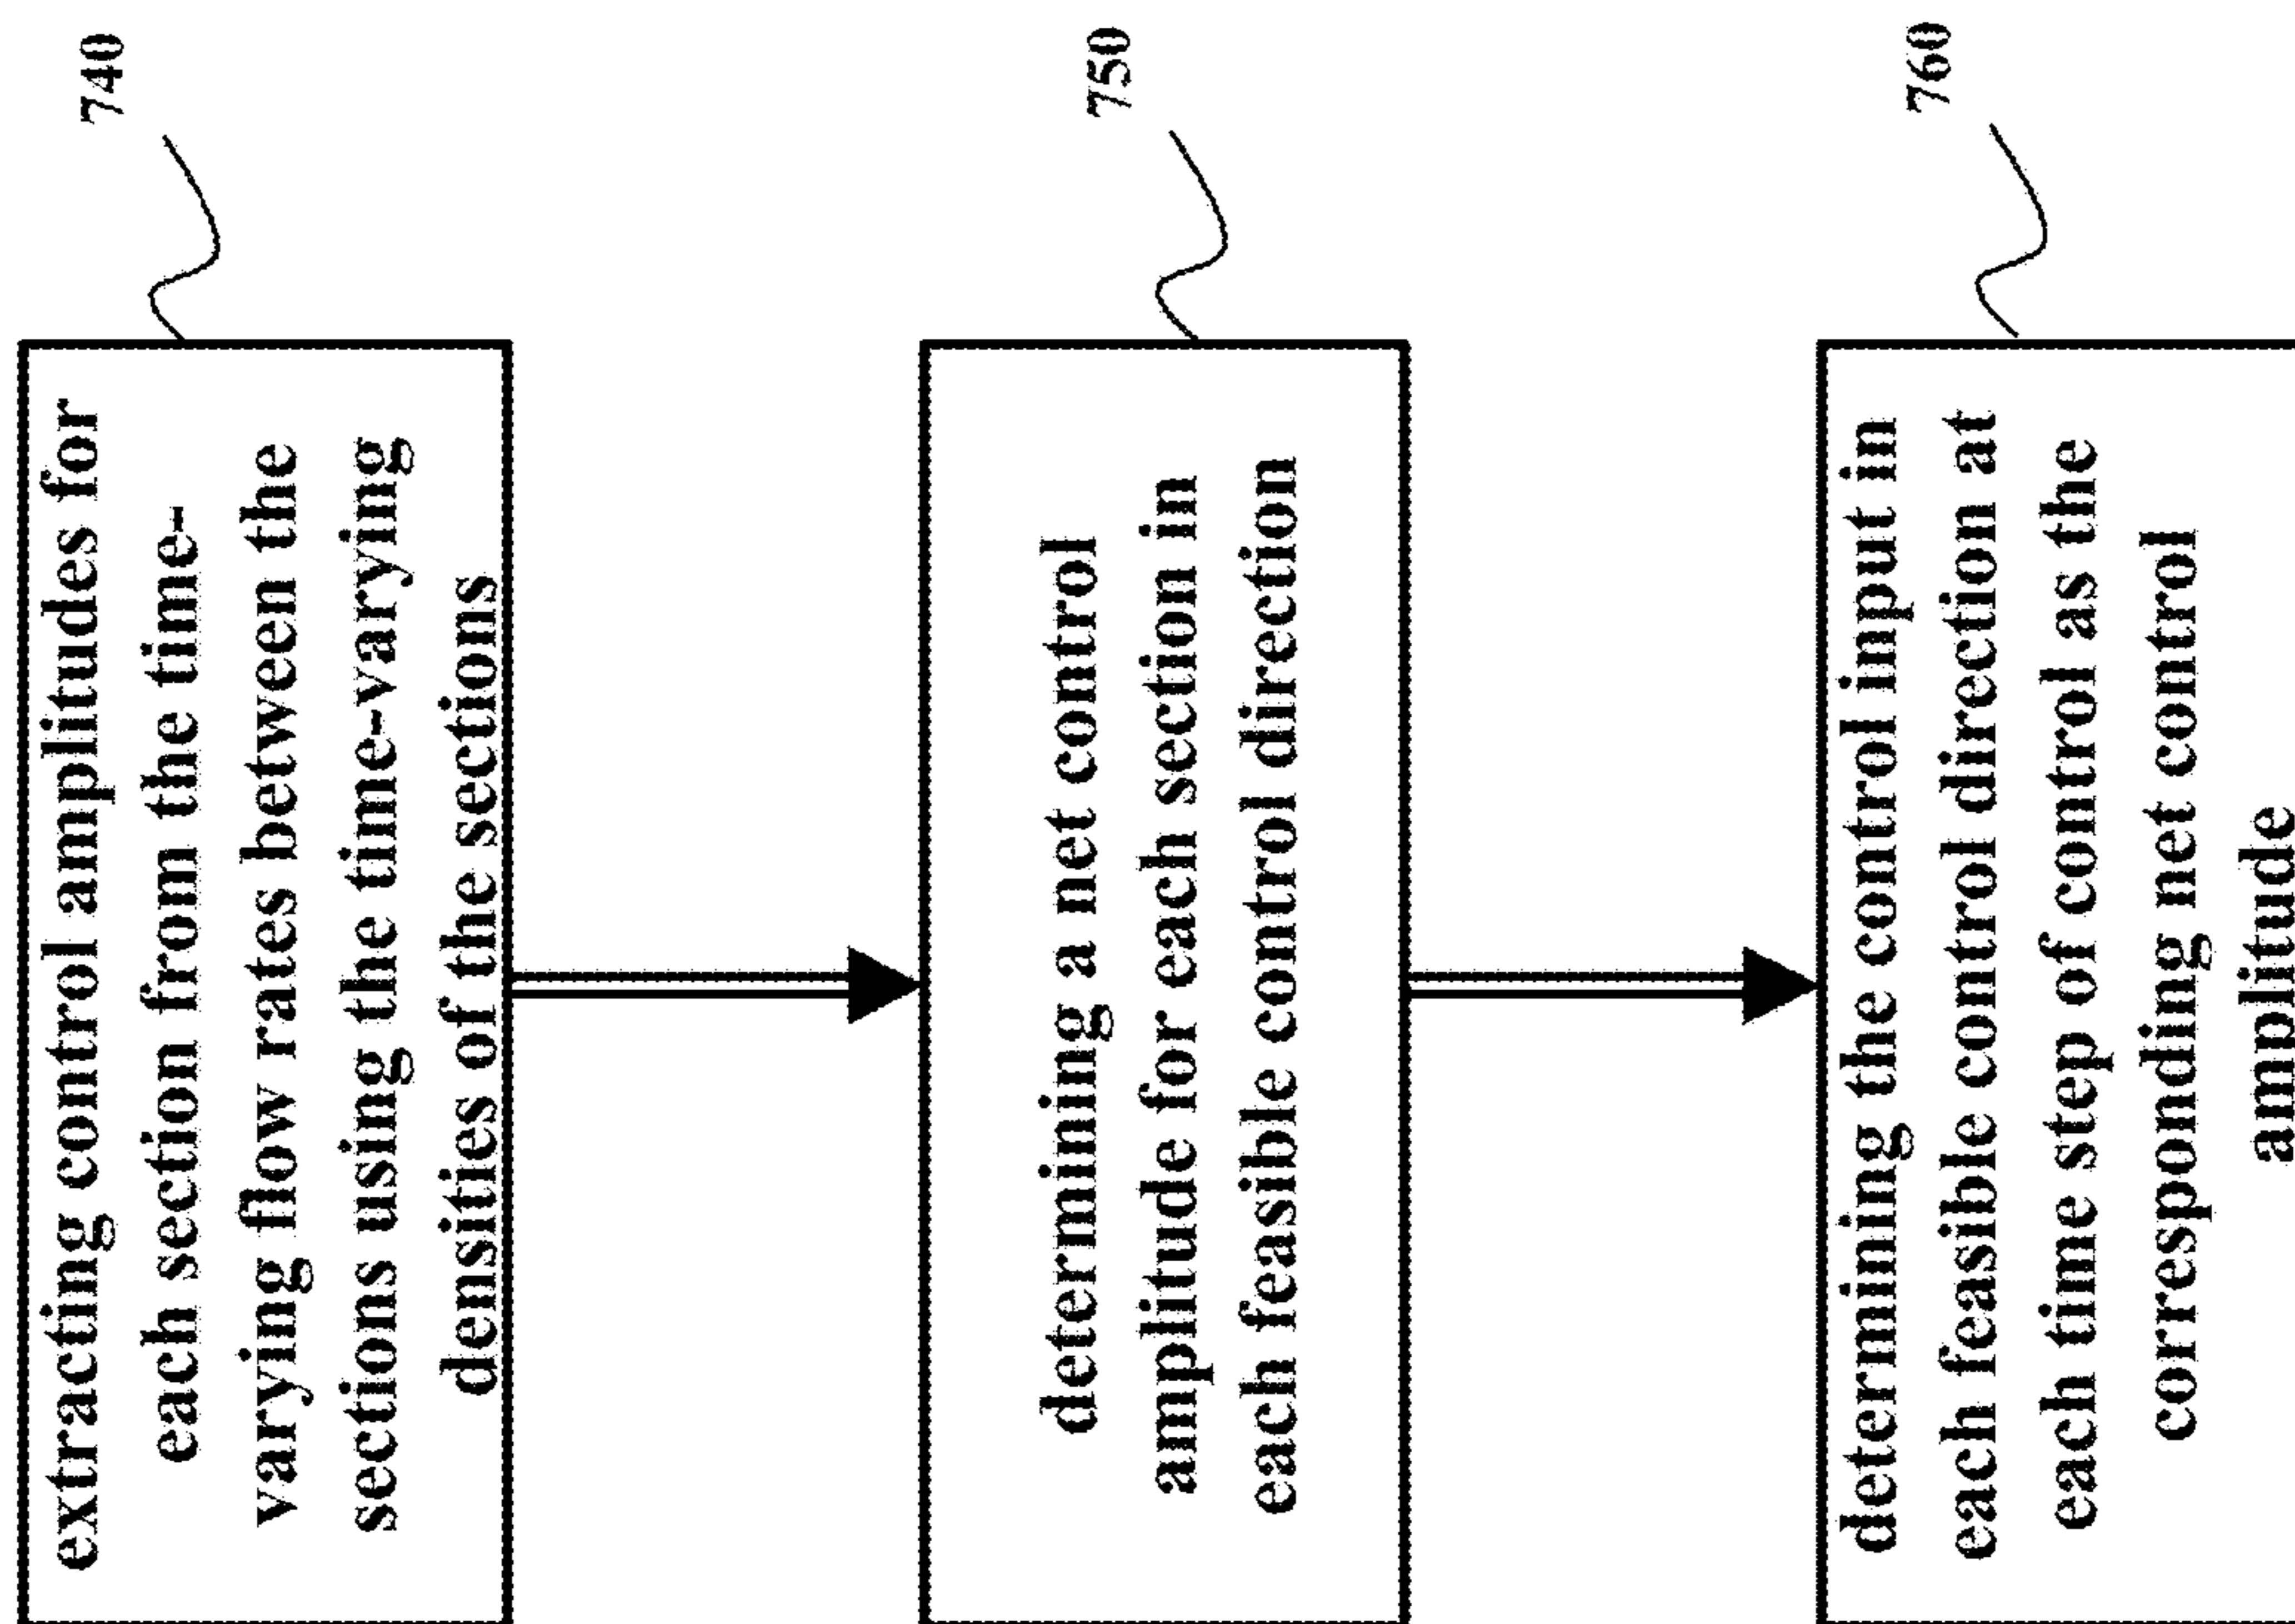 740
extracting control amplitudes for
each section from the time-
varying flow rates between the
sections using the time-varying
densities of the sections
750
determining a net control
amplitude for each section in
each feasible control direction
760
determining the control input in
each feasible control direction at
each time step of control as the
corresponding net control
amplitude